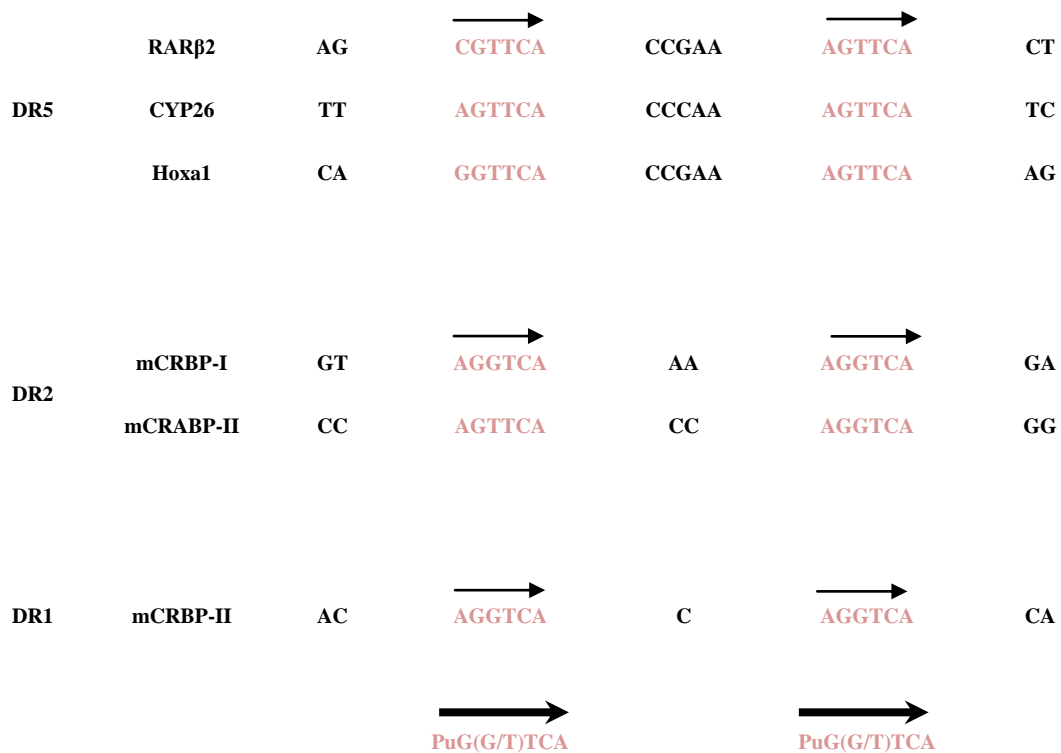 RARβ2 AG CGTTCA CCGAA AGTTCA CT
DR5 CYP26 TT AGTTCA CCCAA AGTTCA TC
Hoxa1 CA GGTTCA CCGAA AGTTCA AG
mCRBP-I GT AGGTCA AA AGGTCA GA
DR2
mCRABP-II CC AGTTCA CC AGGTCA GG
DR1 mCRBP-II AC AGGTCA C AGGTCA CA
PuG(G/T)TCA PuG(G/T)TCA